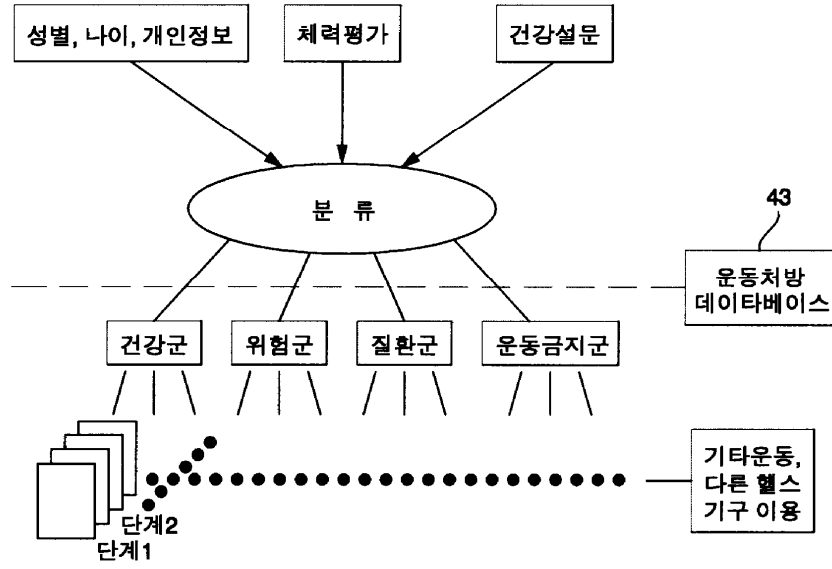 성별, 나이, 개인정보
체력평가
건강설문
분 류
43
운동처방
데이타베이스
건강군
위험군
질환군
운동금지군
기타운동,
다른 헬스
기구 이용
단계2
단계1